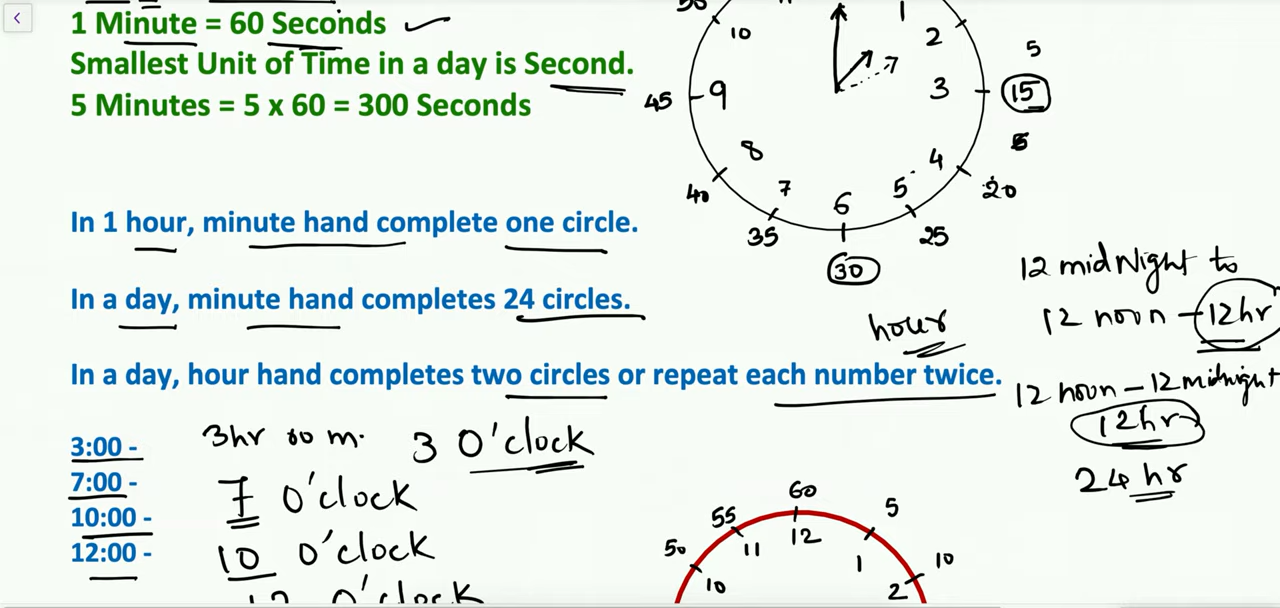 1 Minute = 60 Seconds
Smallest Unit of Time in a day is Second.
5 Minutes = 5 x 60 = 300 Seconds
10
1
2
3
4
5
6
7
8
9
5
15
20
25
30
35
40
45
In 1 hour, minute hand complete one circle.
In a day, minute hand completes 24 circles.
hour
In a day, hour hand completes two circles or repeat each number twice.
12 midNight to
12 noon - 12hr
12 noon - 12 midnight
12hr
24 hr
3:00 - 3hr 00 m. 3 O'clock
7:00 - 7 O'clock
10:00 - 10 O'clock
12:00 - 12 O'clock
60
55
5
50
10
12
11
1
10
2